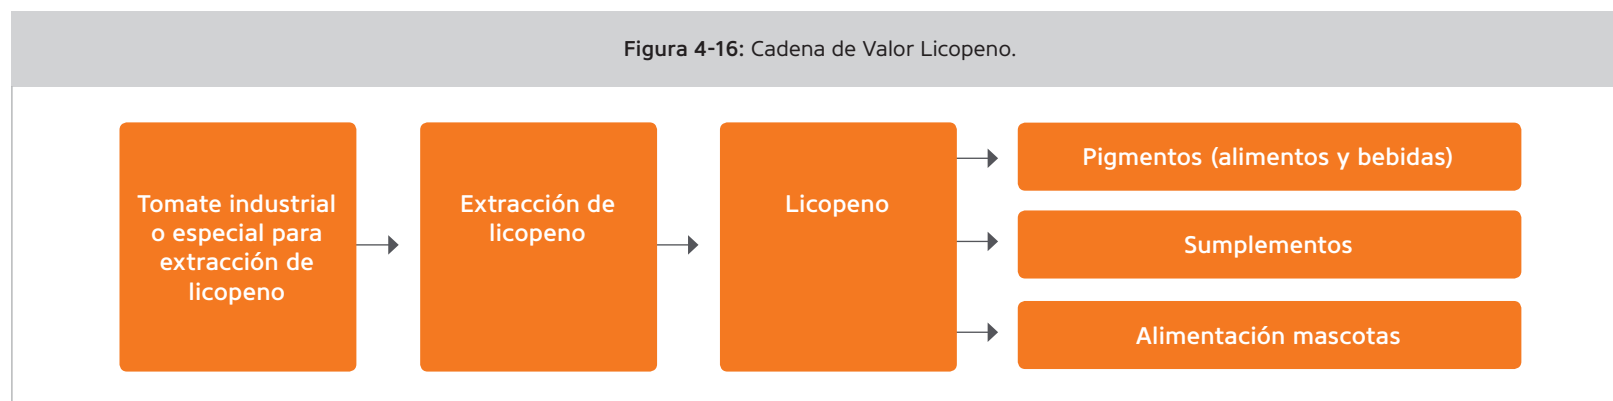 Figura 4-16: Cadena de Valor Licopeno.
Tomate industrial
o especial para
extracción de
licopeno
Extracción de
licopeno
Licopeno
Pigmentos (alimentos y bebidas)
Sumplementos
Alimentación mascotas